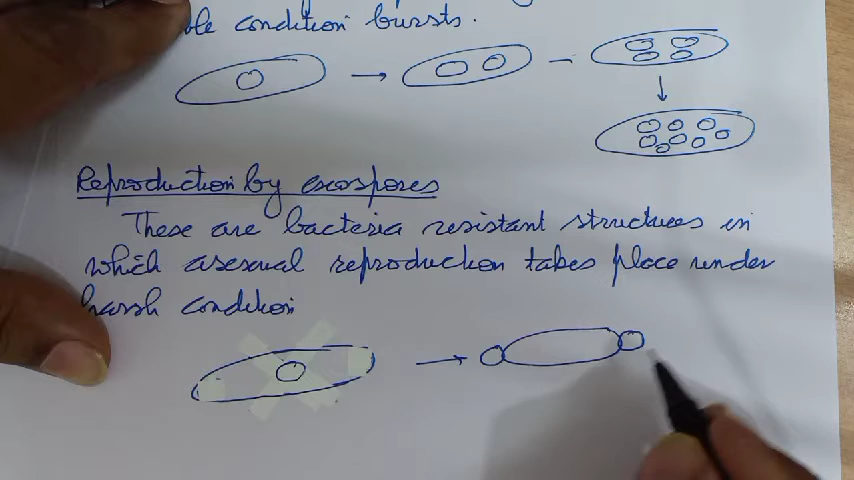 condition bursts.
Reproduction by exospores
These are bacteria resistant structures in
which asexual reproduction takes place under
harsh condition